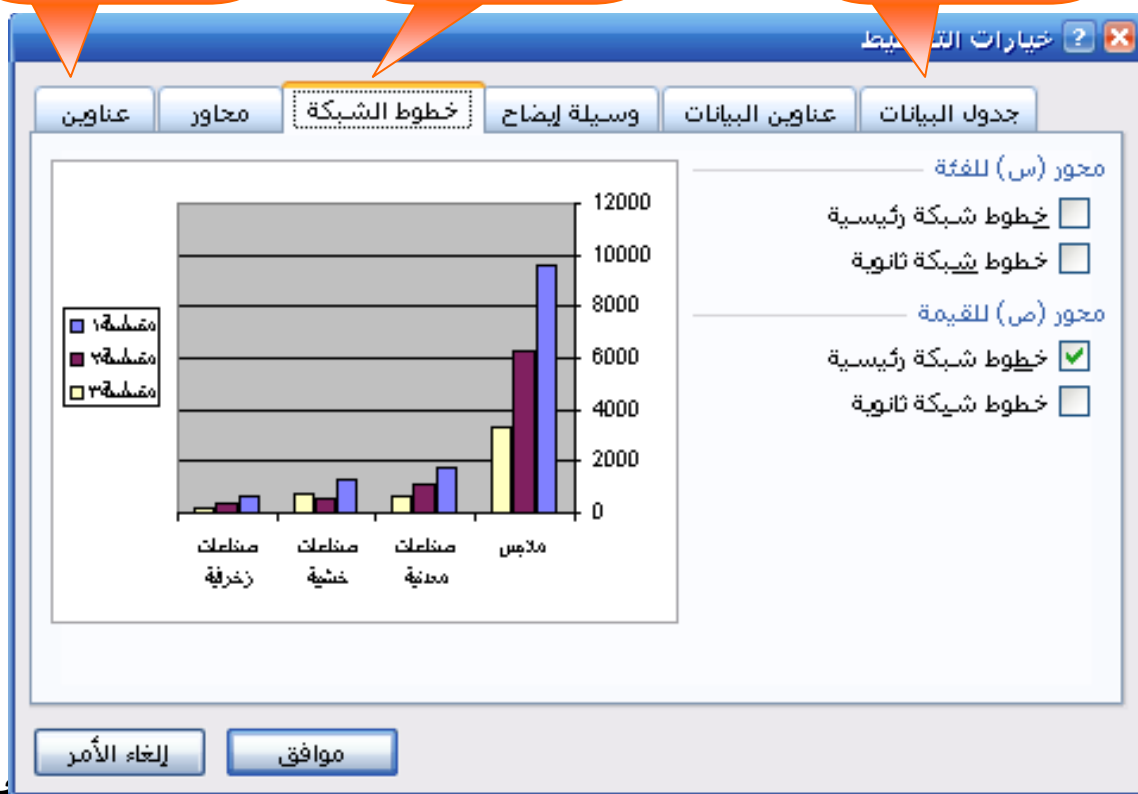 خيارات التخطيط
جدول البيانات
عناوين البيانات
وسيلة إيضاح
خطوط الشبكة
محاور
عناوين
محور (س) للفئة
خطوط شبكة رئيسية
خطوط شبكة ثانوية
محور (ص) للقيمة
خطوط شبكة رئيسية
خطوط شبكة ثانوية
12000
10000
8000
6000
4000
2000
0
ملابس
صناعات معدنية
صناعات خشبية
صناعات زخرفية
متسلسلة١
متسلسلة٢
متسلسلة٣
موافق
إلغاء الأمر